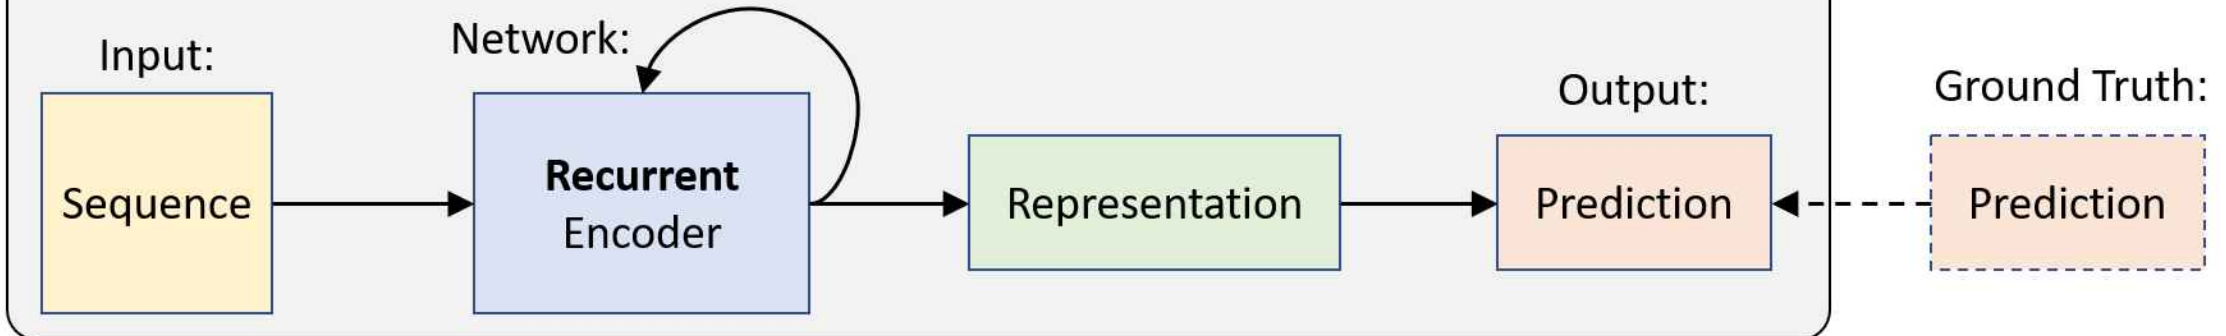 Input:
Sequence
Network:
Recurrent
Encoder
Representation
Output:
Prediction
Ground Truth:
Prediction